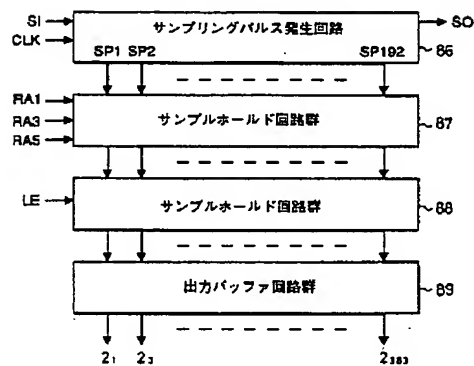 SI
サンプリングパルス発生回路
SO
CLK
SP1 SP2 SP192
86
RA1
RA3
RA5
サンプルホールド回路群
87
LE
サンプルホールド回路群
88
出力バッファ回路群
89
2₁ 2₃ 2₃₈₃